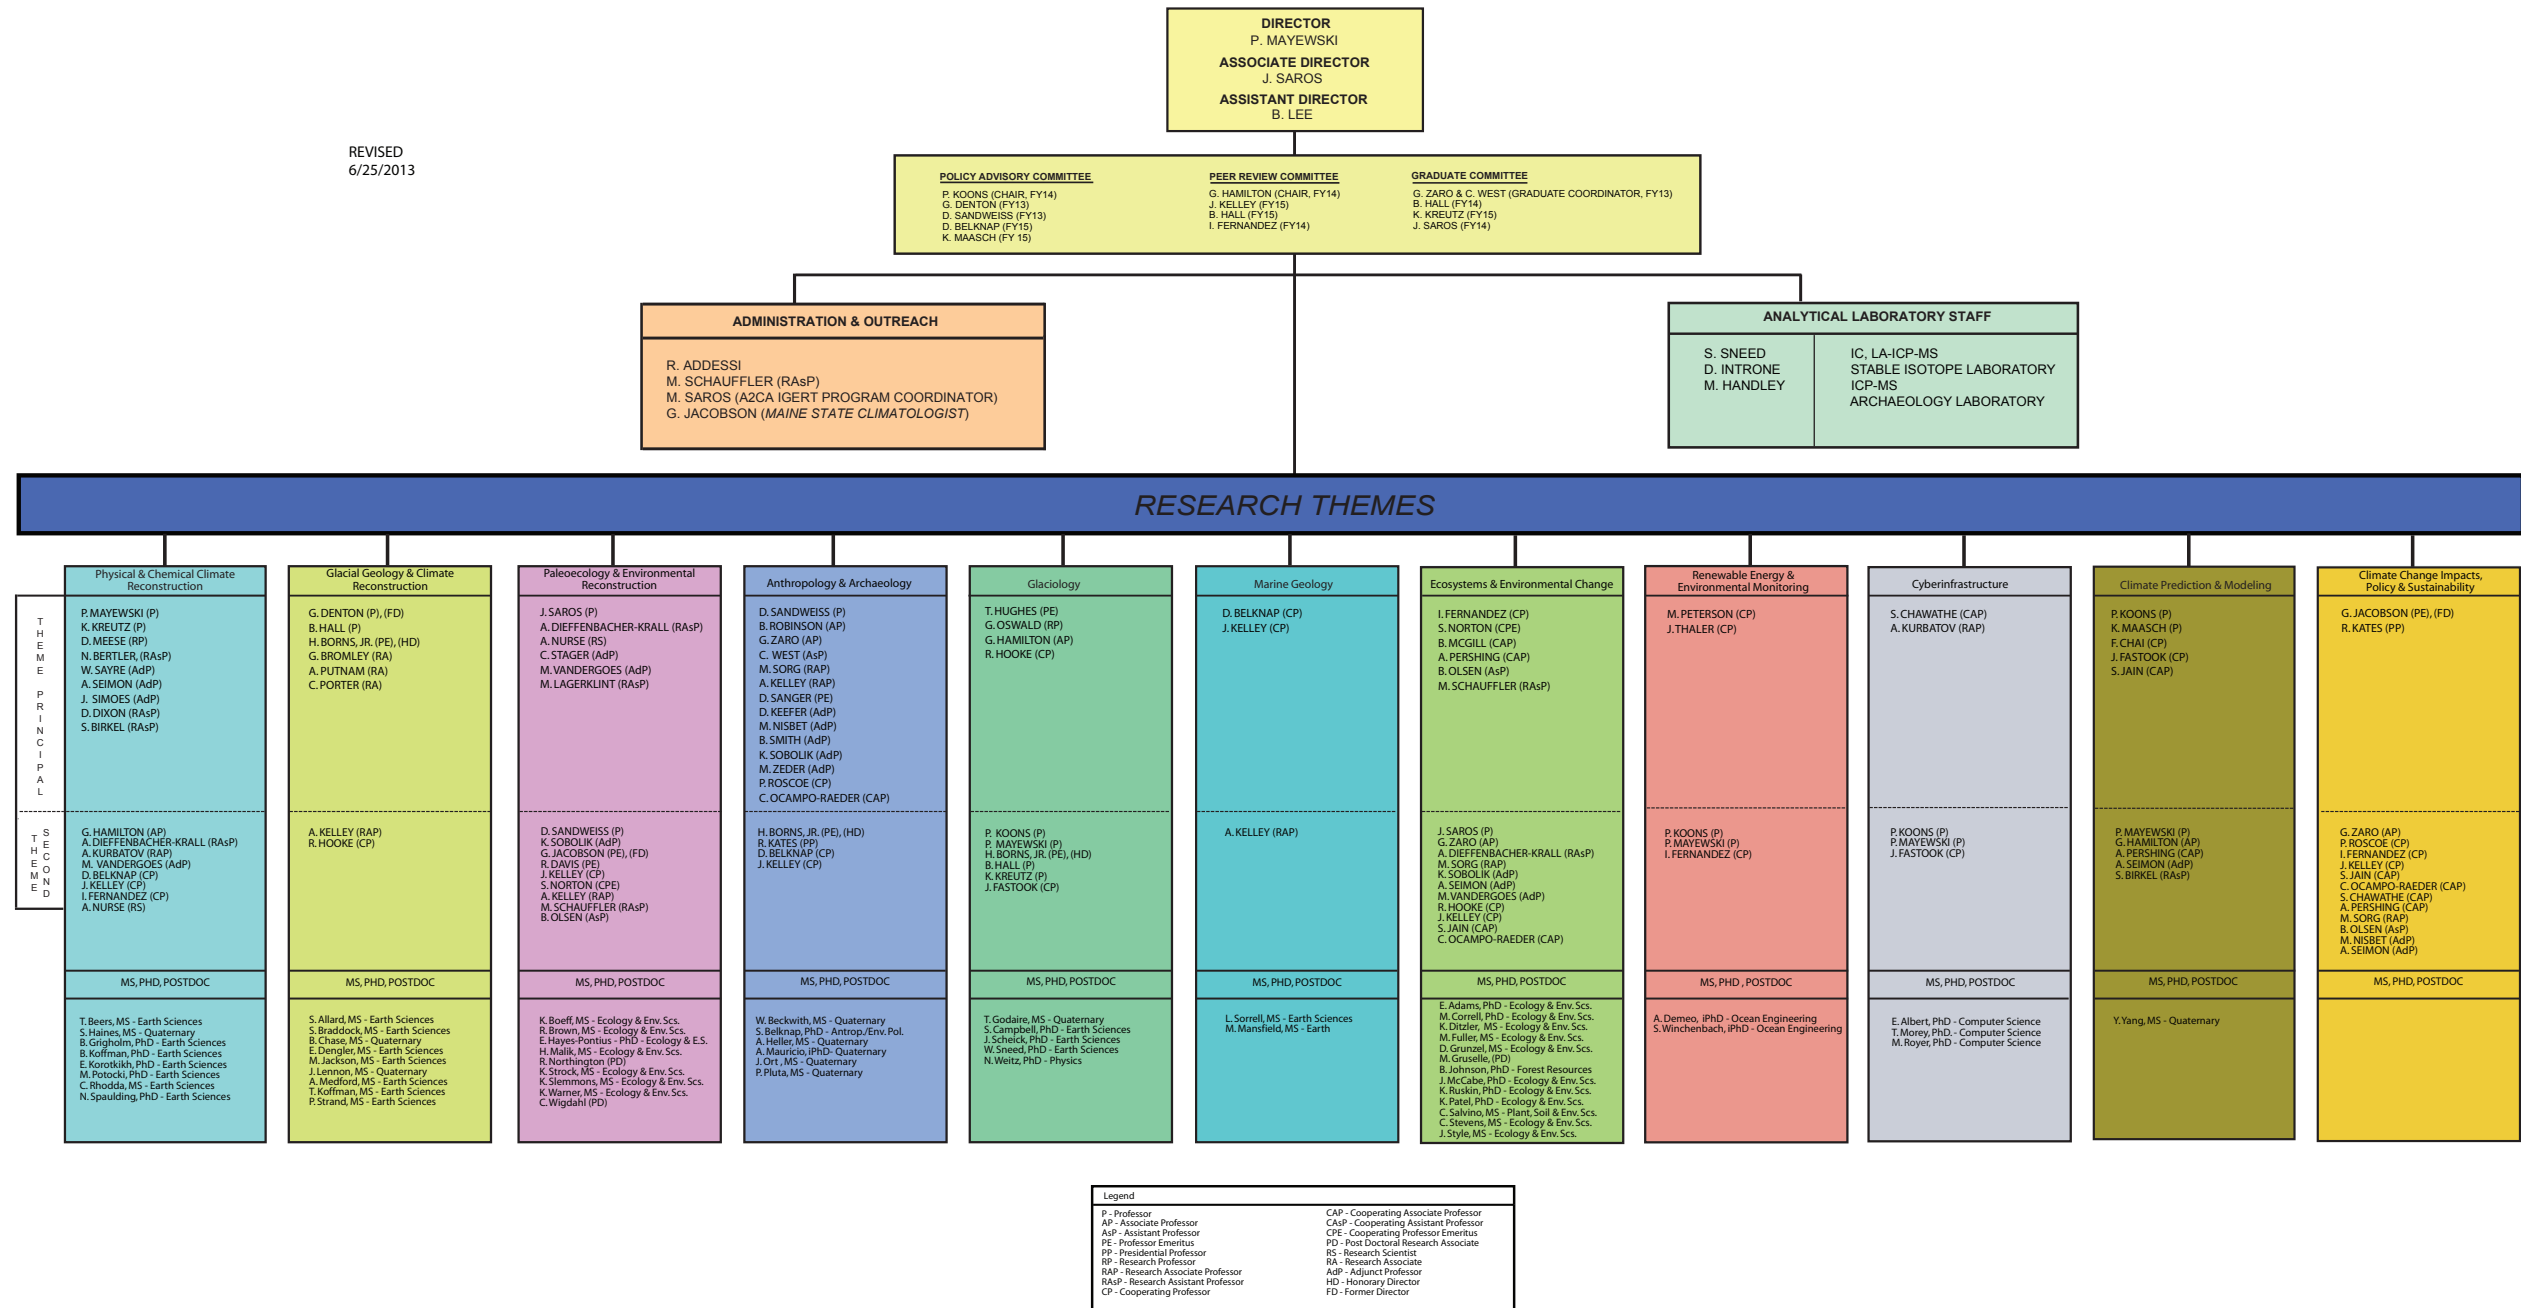 DIRECTOR
P. MAYEWSKI
ASSOCIATE DIRECTOR
J. SAROS
ASSISTANT DIRECTOR
B. LEE
REVISED
6/25/2013
POLICY ADVISORY COMMITTEE
P. KOONS (CHAIR, FY14)
G. DENTON (FY13)
D. SANDWEISS (FY13)
D. BELKNAP (FY15)
K. MAASCH (FY 15)
PEER REVIEW COMMITTEE
G. HAMILTON (CHAIR, FY14)
J. KELLEY (FY15)
B. HALL (FY15)
I. FERNANDEZ (FY14)
GRADUATE COMMITTEE
G. ZARO & C. WEST (GRADUATE COORDINATOR, FY13)
B. HALL (FY14)
K. KREUTZ (FY15)
J. SAROS (FY14)
ADMINISTRATION & OUTREACH
R. ADDESSI
M. SCHAUFFLER (RAsP)
M. SAROS (A2CA IGERT PROGRAM COORDINATOR)
G. JACOBSON (MAINE STATE CLIMATOLOGIST)
ANALYTICAL LABORATORY STAFF
S. SNEED
D. INTRONE
M. HANDLEY
IC, LA-ICP-MS
STABLE ISOTOPE LABORATORY
ICP-MS
ARCHAEOLOGY LABORATORY
RESEARCH THEMES
THEME PRINCIPAL
THEME SECOND
Physical & Chemical Climate
Reconstruction
P. MAYEWSKI (P)
K. KREUTZ (P)
D. MEESE (RP)
N. BERTLER, (RAsP)
W. SAYRE (AdP)
A. SEIMON (AdP)
J. SIMOES (AdP)
D. DIXON (RAsP)
S. BIRKEL (RAsP)
G. HAMILTON (AP)
A. DIEFFENBACHER-KRALL (RAsP)
A. KURBATOV (RAP)
M. VANDERGOES (AdP)
D. BELKNAP (CP)
J. KELLEY (CP)
I. FERNANDEZ (CP)
A. NURSE (RS)
MS, PHD, POSTDOC
T. Beers, MS - Earth Sciences
S. Haines, MS - Quaternary
B. Grigholm, PhD - Earth Sciences
B. Koffman, PhD - Earth Sciences
E. Korotkikh, PhD - Earth Sciences
M. Potocki, PhD - Earth Sciences
C. Rhodda, MS - Earth Sciences
N. Spaulding, PhD - Earth Sciences
Glacial Geology & Climate
Reconstruction
G. DENTON (P), (FD)
B. HALL (P)
H. BORNS, JR. (PE), (HD)
G. BROMLEY (RA)
A. PUTNAM (RA)
C. PORTER (RA)
A. KELLEY (RAP)
R. HOOKE (CP)
MS, PHD, POSTDOC
S. Allard, MS - Earth Sciences
S. Braddock, MS - Earth Sciences
B. Chase, MS - Quaternary
E. Dengler, MS - Earth Sciences
M. Jackson, MS - Earth Sciences
J. Lennon, MS - Quaternary
A. Medford, MS - Earth Sciences
T. Koffman, MS - Earth Sciences
P. Strand, MS - Earth Sciences
Paleoecology & Environmental
Reconstruction
J. SAROS (P)
A. DIEFFENBACHER-KRALL (RAsP)
A. NURSE (RS)
C. STAGER (AdP)
M. VANDERGOES (AdP)
M. LAGERKLINT (RAsP)
D. SANDWEISS (P)
K. SOBOLIK (AdP)
G. JACOBSON (PE), (FD)
R. DAVIS (PE)
J. KELLEY (CP)
S. NORTON (CPE)
A. KELLEY (RAP)
M. SCHAUFFLER (RAsP)
B. OLSEN (AsP)
MS, PHD, POSTDOC
K. Boeff, MS - Ecology & Env. Scs.
R. Brown, MS - Ecology & Env. Scs.
E. Hayes-Pontius - PhD - Ecology & E.S.
H. Malik, MS - Ecology & Env. Scs.
R. Northington (PD)
K. Strock, MS - Ecology & Env. Scs.
K. Slemmons, MS - Ecology & Env. Scs.
K. Warner, MS - Ecology & Env. Scs.
C. Wigdahl (PD)
Anthropology & Archaeology
D. SANDWEISS (P)
B. ROBINSON (AP)
G. ZARO (AP)
C. WEST (AsP)
M. SORG (RAP)
A. KELLEY (RAP)
D. SANGER (PE)
D. KEEFER (AdP)
M. NISBET (AdP)
B. SMITH (AdP)
K. SOBOLIK (AdP)
M. ZEDER (AdP)
P. ROSCOE (CP)
C. OCAMPO-RAEDER (CAP)
H. BORNS, JR. (PE), (HD)
R. KATES (PP)
D. BELKNAP (CP)
J. KELLEY (CP)
MS, PHD, POSTDOC
W. Beckwith, MS - Quaternary
S. Belknap, PhD - Antrop./Env. Pol.
A. Heller, MS - Quaternary
A. Mauricio, iPhD- Quaternary
J. Ort , MS - Quaternary
P. Pluta, MS - Quaternary
Glaciology
T. HUGHES (PE)
G. OSWALD (RP)
G. HAMILTON (AP)
R. HOOKE (CP)
P. KOONS (P)
P. MAYEWSKI (P)
H. BORNS, JR. (PE), (HD)
B. HALL (P)
K. KREUTZ (P)
J. FASTOOK (CP)
MS, PHD, POSTDOC
T. Godaire, MS - Quaternary
S. Campbell, PhD - Earth Sciences
J. Scheick, PhD - Earth Sciences
W. Sneed, PhD - Earth Sciences
N. Weitz, PhD - Physics
Marine Geology
D. BELKNAP (CP)
J. KELLEY (CP)
A. KELLEY (RAP)
MS, PHD, POSTDOC
L. Sorrell, MS - Earth Sciences
M. Mansfield, MS - Earth
Ecosystems & Environmental Change
I. FERNANDEZ (CP)
S. NORTON (CPE)
B. MCGILL (CAP)
A. PERSHING (CAP)
B. OLSEN (AsP)
M. SCHAUFFLER (RAsP)
J. SAROS (P)
G. ZARO (AP)
A. DIEFFENBACHER-KRALL (RAsP)
M. SORG (RAP)
K. SOBOLIK (AdP)
A. SEIMON (AdP)
M. VANDERGOES (AdP)
R. HOOKE (CP)
J. KELLEY (CP)
S. JAIN (CAP)
C. OCAMPO-RAEDER (CAP)
MS, PHD, POSTDOC
E. Adams, PhD - Ecology & Env. Scs.
M. Correll, PhD - Ecology & Env. Scs.
K. Ditzler, MS - Ecology & Env. Scs.
M. Fuller, MS - Ecology & Env. Scs.
D. Grunzel, MS - Ecology & Env. Scs.
M. Gruselle, (PD)
B. Johnson, PhD - Forest Resources
J. McCabe, PhD - Ecology & Env. Scs.
K. Ruskin, PhD - Ecology & Env. Scs.
K. Patel, PhD - Ecology & Env. Scs.
C. Salvino, MS - Plant, Soil & Env. Scs.
C. Stevens, MS - Ecology & Env. Scs.
J. Style, MS - Ecology & Env. Scs.
Renewable Energy &
Environmental Monitoring
M. PETERSON (CP)
J. THALER (CP)
P. KOONS (P)
P. MAYEWSKI (P)
I. FERNANDEZ (CP)
MS, PHD , POSTDOC
A. Demeo, iPhD - Ocean Engineering
S. Winchenbach, iPhD - Ocean Engineering
Cyberinfrastructure
S. CHAWATHE (CAP)
A. KURBATOV (RAP)
P. KOONS (P)
P. MAYEWSKI (P)
J. FASTOOK (CP)
MS, PHD, POSTDOC
E. Albert, PhD - Computer Science
T. Morey, PhD. - Computer Science
M. Royer, PhD - Computer Science
Climate Prediction & Modeling
P. KOONS (P)
K. MAASCH (P)
F. CHAI (CP)
J. FASTOOK (CP)
S. JAIN (CAP)
P. MAYEWSKI (P)
G. HAMILTON (AP)
A. PERSHING (CAP)
A. SEIMON (AdP)
S. BIRKEL (RAsP)
MS, PHD, POSTDOC
Y. Yang, MS - Quaternary
Climate Change Impacts,
Policy & Sustainability
G. JACOBSON (PE), (FD)
R. KATES (PP)
G. ZARO (AP)
P. ROSCOE (CP)
I. FERNANDEZ (CP)
J. KELLEY (CP)
S. JAIN (CAP)
C. OCAMPO-RAEDER (CAP)
S. CHAWATHE (CAP)
A. PERSHING (CAP)
M. SORG (RAP)
B. OLSEN (AsP)
M. NISBET (AdP)
A. SEIMON (AdP)
MS, PHD, POSTDOC
Legend
P - Professor
AP - Associate Professor
AsP - Assistant Professor
PE - Professor Emeritus
PP - Presidential Professor
RP - Research Professor
RAP - Research Associate Professor
RAsP - Research Assistant Professor
CP - Cooperating Professor
CAP - Cooperating Associate Professor
CAsP - Cooperating Assistant Professor
CPE - Cooperating Professor Emeritus
PD - Post Doctoral Research Associate
RS - Research Scientist
RA - Research Associate
AdP - Adjunct Professor
HD - Honorary Director
FD - Former Director